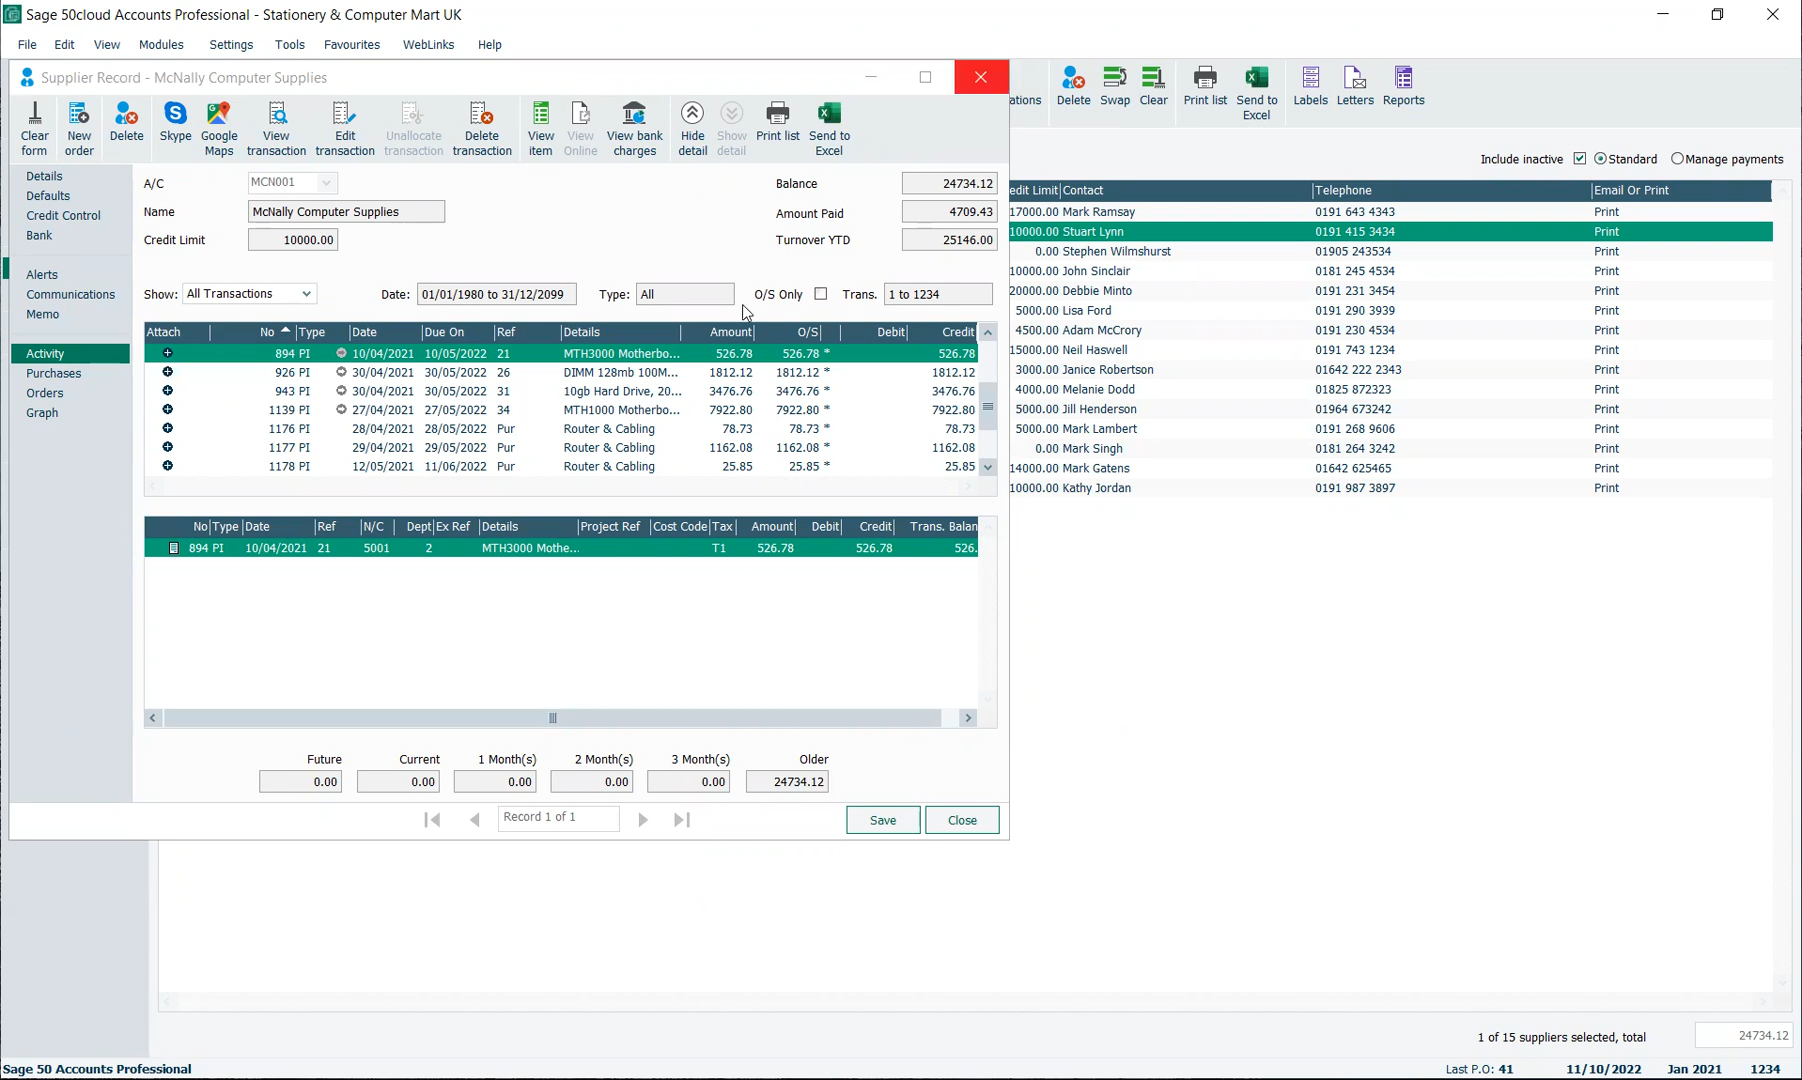 Sage 50cloud Accounts Professional - Stationery & Computer Mart UK
File Edit View Modules Settings Tools Favourites WebLinks Help
Supplier Record - McNally Computer Supplies
Clear form New order Delete Skype Google Maps View transaction Edit transaction Unallocate transaction Delete transaction View item View Online View bank charges Hide detail Show detail Print list Send to Excel
ations Delete Swap Clear Print list Send to Excel Labels Letters Reports
Include inactive Standard Manage payments
Details
Defaults
Credit Control
Bank
Alerts
Communications
Memo
Activity
Purchases
Orders
Graph
A/C MCN001 Balance 24734.12
Name McNally Computer Supplies Amount Paid 4709.43
Credit Limit 10000.00 Turnover YTD 25146.00
Show: All Transactions Date: 01/01/1980 to 31/12/2099 Type: All O/S Only Trans. 1 to 1234
Attach No Type Date Due On Ref Details Amount O/S Debit Credit
894 PI 10/04/2021 10/05/2022 21 MTH3000 Motherbo... 526.78 526.78 * 526.78
926 PI 30/04/2021 30/05/2022 26 DIMM 128mb 100M... 1812.12 1812.12 * 1812.12
943 PI 30/04/2021 30/05/2022 31 10gb Hard Drive, 20... 3476.76 3476.76 * 3476.76
1139 PI 27/04/2021 27/05/2022 34 MTH1000 Motherbo... 7922.80 7922.80 * 7922.80
1176 PI 28/04/2021 28/05/2022 Pur Router & Cabling 78.73 78.73 * 78.73
1177 PI 29/04/2021 29/05/2022 Pur Router & Cabling 1162.08 1162.08 * 1162.08
1178 PI 12/05/2021 11/06/2022 Pur Router & Cabling 25.85 25.85 * 25.85
No Type Date Ref N/C Dept Ex Ref Details Project Ref Cost Code Tax Amount Debit Credit Trans. Balan
894 PI 10/04/2021 21 5001 2 MTH3000 Mothe... T1 526.78 526.78 526.
Future Current 1 Month(s) 2 Month(s) 3 Month(s) Older
0.00 0.00 0.00 0.00 0.00 24734.12
Record 1 of 1 Save Close
edit Limit Contact Telephone Email Or Print
17000.00 Mark Ramsay 0191 643 4343 Print
10000.00 Stuart Lynn 0191 415 3434 Print
0.00 Stephen Wilmshurst 01905 243534 Print
10000.00 John Sinclair 0181 245 4534 Print
20000.00 Debbie Minto 0191 231 3454 Print
5000.00 Lisa Ford 0191 290 3939 Print
4500.00 Adam McCrory 0191 230 4534 Print
15000.00 Neil Haswell 0191 743 1234 Print
3000.00 Janice Robertson 01642 222 2343 Print
4000.00 Melanie Dodd 01825 872323 Print
5000.00 Jill Henderson 01964 673242 Print
5000.00 Mark Lambert 0191 268 9606 Print
0.00 Mark Singh 0181 264 3242 Print
14000.00 Mark Gatens 01642 625465 Print
10000.00 Kathy Jordan 0191 987 3897 Print
1 of 15 suppliers selected, total 24734.12
Sage 50 Accounts Professional Last P.O: 41 11/10/2022 Jan 2021 1234